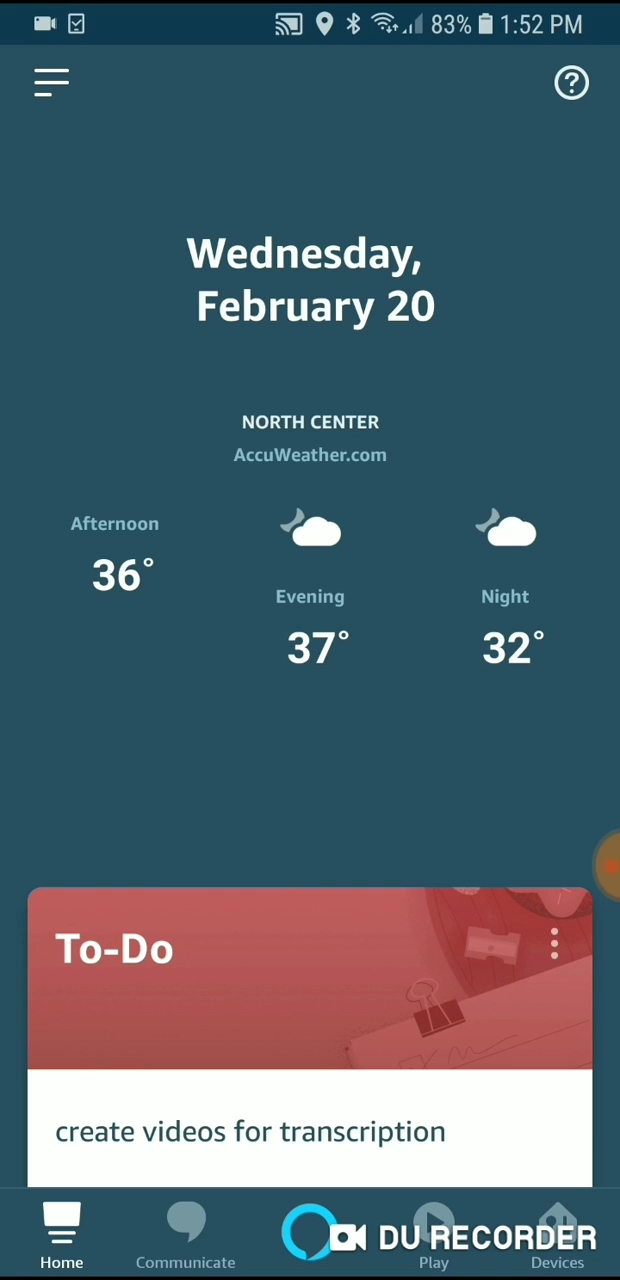 83% 1:52 PM
Wednesday,
February 20
NORTH CENTER
AccuWeather.com
Afternoon
36°
Evening
37°
Night
32°
To-Do
create videos for transcription
DU RECORDER
Home
Communicate
Play
Devices